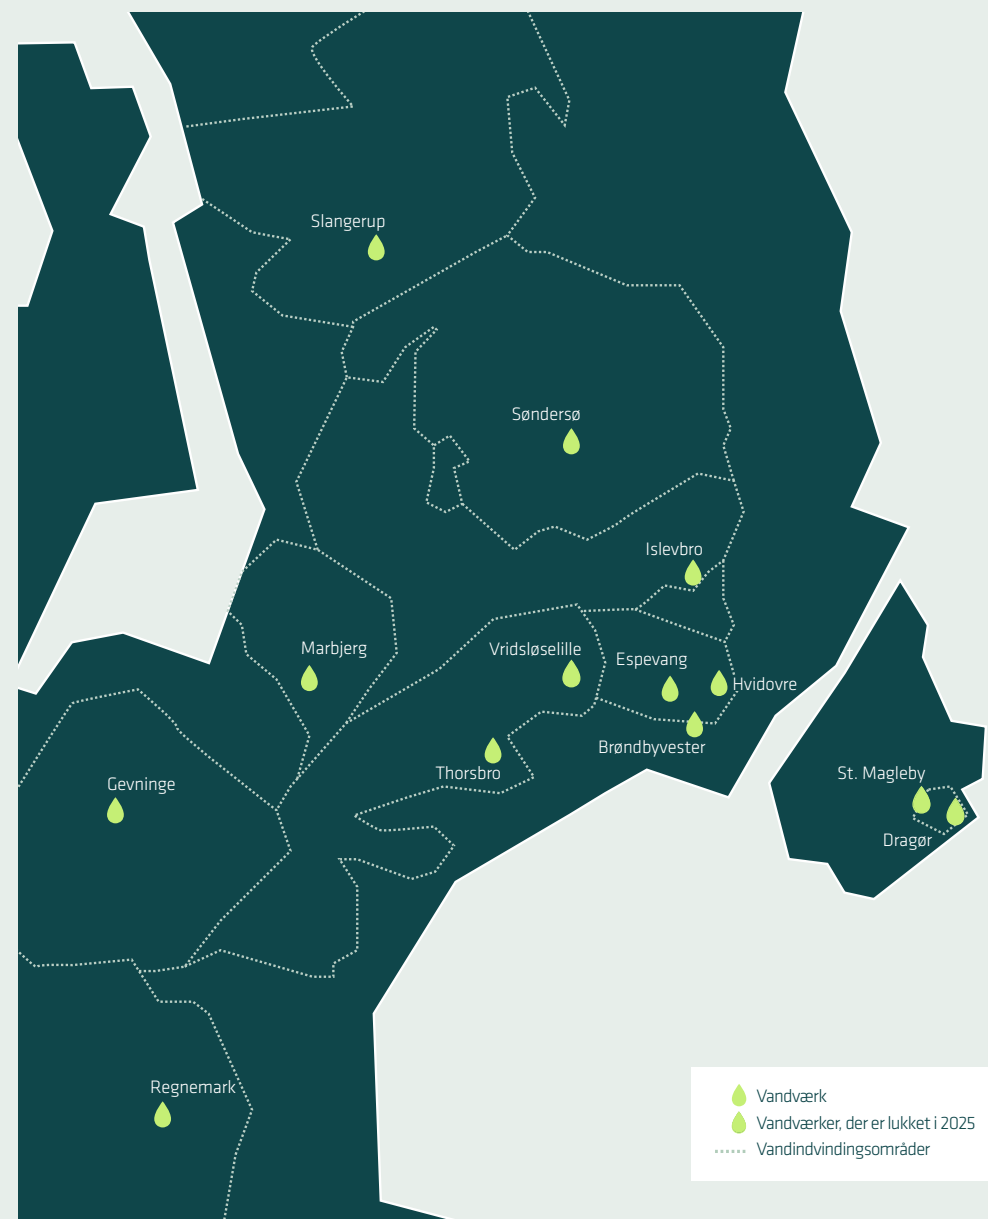 Slangerup
Søndersø
Islevbro
Marbjerg
Vridsløselille
Espevang
Hvidovre
Brøndbyvester
Thorsbro
St. Magleby
Gevninge
Dragør
Regnemark
Vandværk
Vandværker, der er lukket i 2025
Vandindvindingsområder